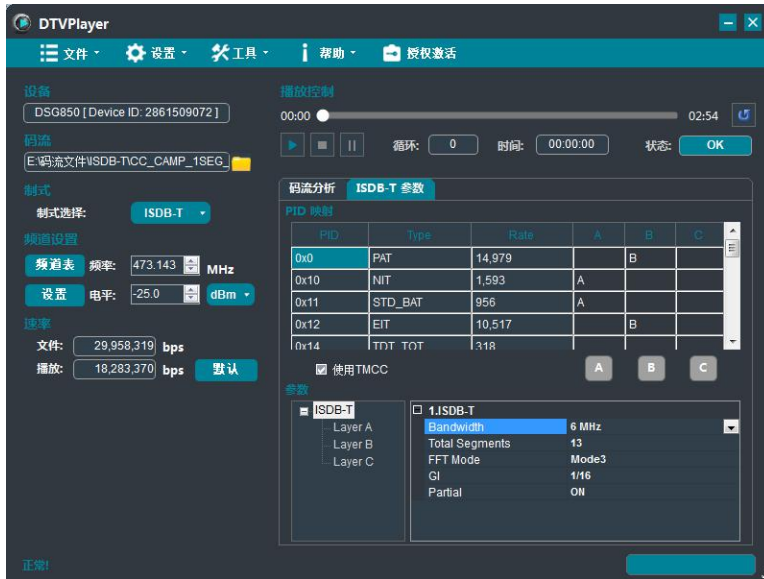 DTVPlayer
文件 设置 工具 帮助 授权激活
设备
DSG850 [ Device ID: 2861509072 ]
码流
E:\码流文件\ISDB-T\CC_CAMP_1SEG_
制式
制式选择: ISDB-T
频道设置
频道表 频率: 473.143 MHz
设置 电平: -25.0 dBm
速率
文件: 29,958,319 bps
播放: 18,283,370 bps 默认
播放控制
00:00 02:54
循环: 0 时间: 00:00:00 状态: OK
码流分析 ISDB-T 参数
PID 映射
PID Type Rate A B C
0x0 PAT 14,979 B
0x10 NIT 1,593 A
0x11 STD_BAT 956 A
0x12 EIT 10,517 B
0x14 TDT_TOT 318
使用TMCC A B C
参数
ISDB-T
Layer A
Layer B
Layer C
1.ISDB-T
Bandwidth 6 MHz
Total Segments 13
FFT Mode Mode3
GI 1/16
Partial ON
正常!